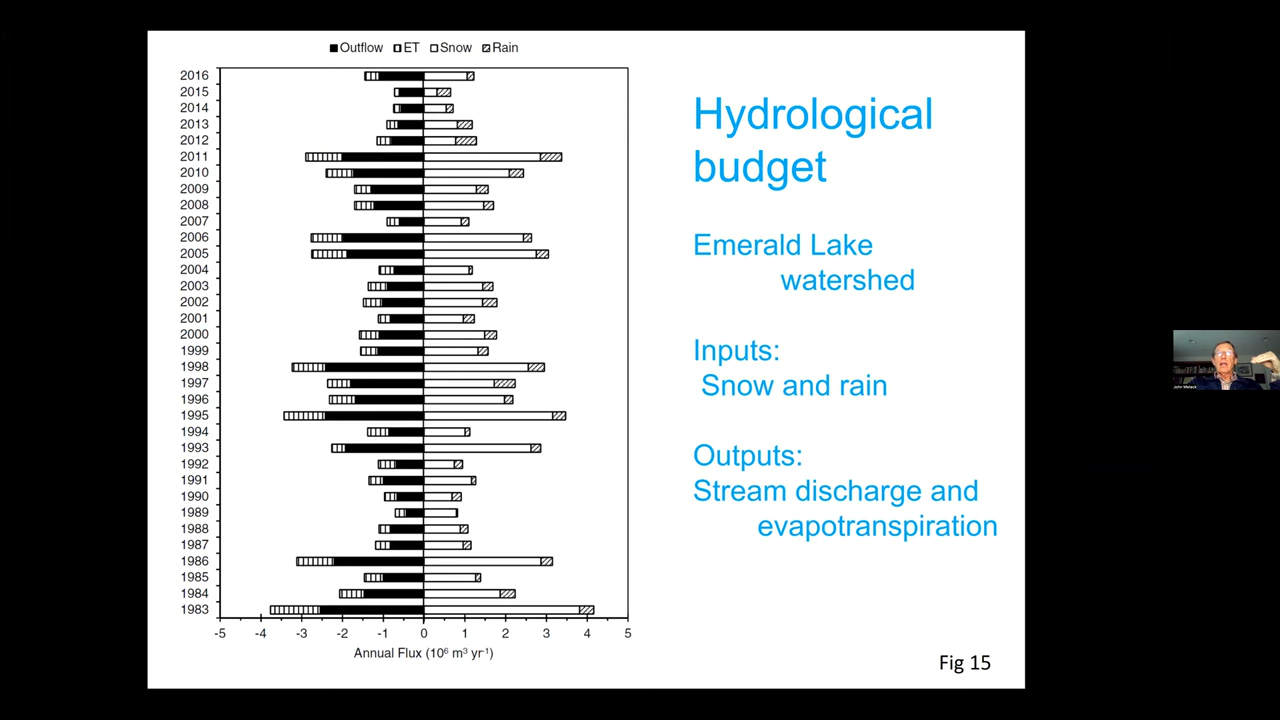 Outflow ET Snow Rain
2016
2015
2014
2013
2012
2011
2010
2009
2008
2007
2006
2005
2004
2003
2002
2001
2000
1999
1998
1997
1996
1995
1994
1993
1992
1991
1990
1989
1988
1987
1986
1985
1984
1983
-5 -4 -3 -2 -1 0 1 2 3 4 5
Annual Flux (10⁶ m³ yr⁻¹)
Hydrological
budget
Emerald Lake
watershed
Inputs:
Snow and rain
Outputs:
Stream discharge and
evapotranspiration
Fig 15
John Melack